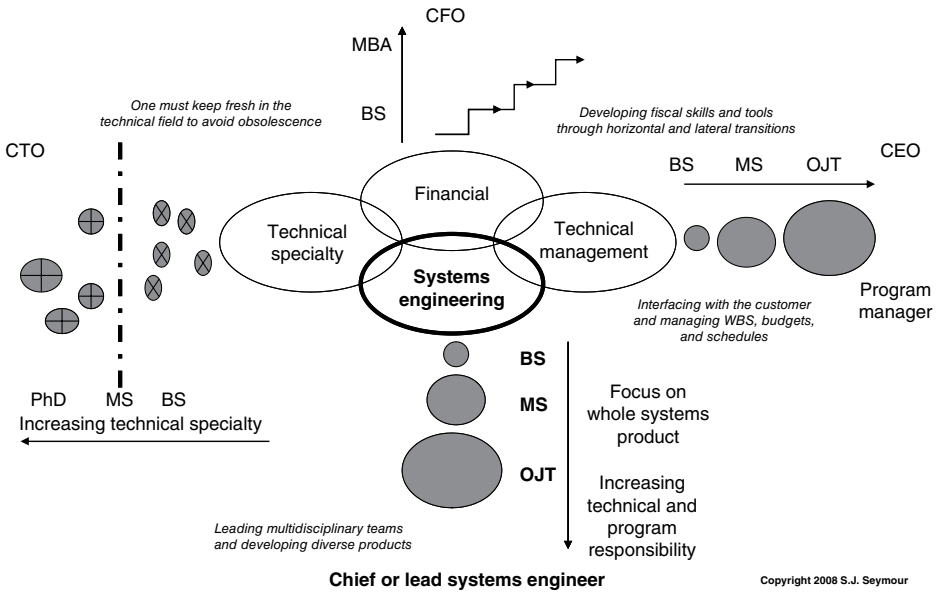 CFO
MBA
BS
One must keep fresh in the
technical field to avoid obsolescence
Developing fiscal skills and tools
through horizontal and lateral transitions
CTO
BS MS OJT
CEO
Financial
Technical
specialty
Technical
management
Systems
engineering
Program
manager
Interfacing with the customer
and managing WBS, budgets,
and schedules
PhD MS BS
Increasing technical specialty
BS
MS
OJT
Focus on
whole systems
product
Increasing
technical and
program
responsibility
Leading multidisciplinary teams
and developing diverse products
Chief or lead systems engineer
Copyright 2008 S.J. Seymour